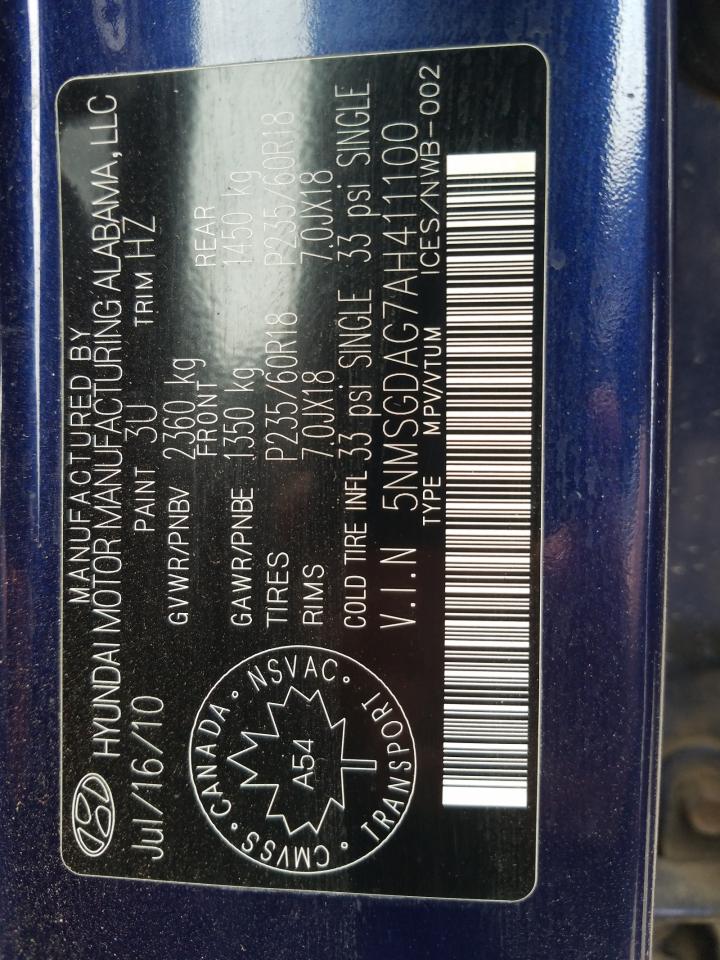 MANUFACTURED BY
HYUNDAI MOTOR MANUFACTURING ALABAMA, LLC
Jul/16/10 PAINT 3U TRIM HZ
GVWR/PNBV 2360 kg
FRONT REAR
GAWR/PNBE 1350 kg 1450 kg
TIRES P235/60R18 P235/60R18
RIMS 7.0JX18 7.0JX18
COLD TIRE INFL 33 psi SINGLE 33 psi SINGLE
V.I.N 5NMSGDAG7AH411100
TYPE MPV/VTUM ICES/NWB-002
CANADA · NSVAC · TRANSPORT · CMVSS ·
A54